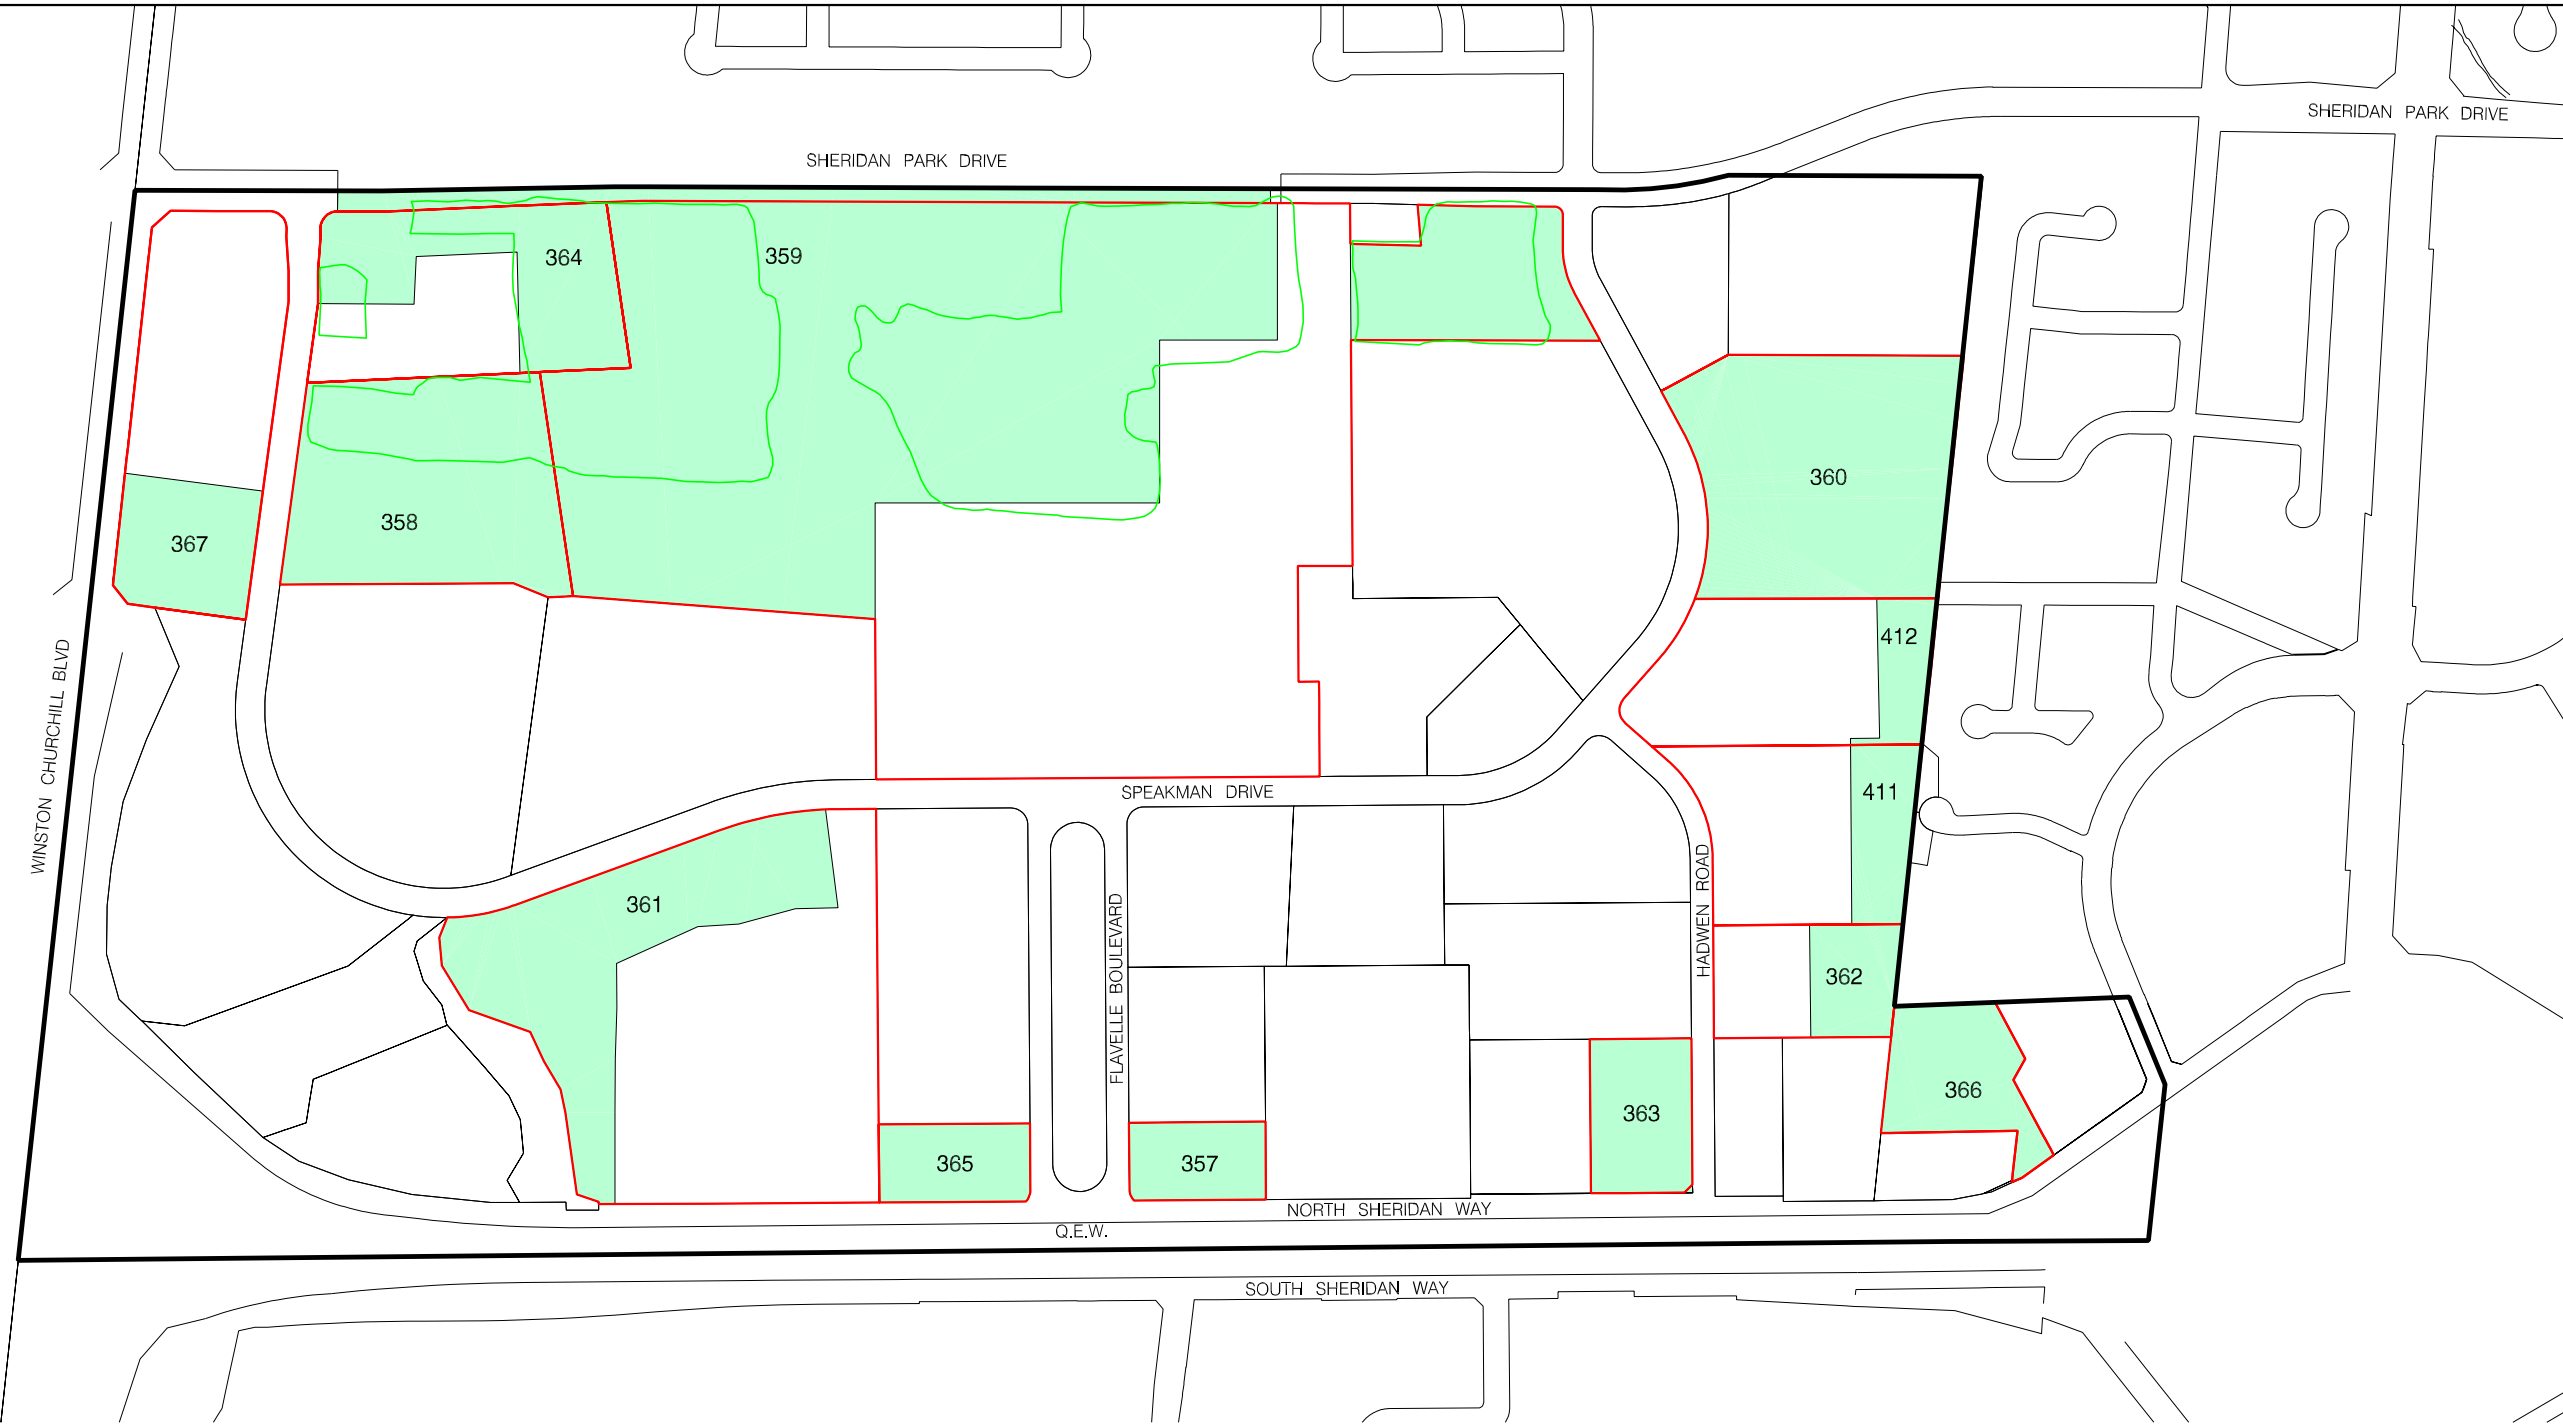 SHERIDAN PARK DRIVE
SHERIDAN PARK DRIVE
364
359
360
358
367
412
WINSTON CHURCHILL BLVD
SPEAKMAN DRIVE
411
361
HADWEN ROAD
FLAVELLE BOULEVARD
362
366
363
365
357
NORTH SHERIDAN WAY
Q.E.W.
SOUTH SHERIDAN WAY